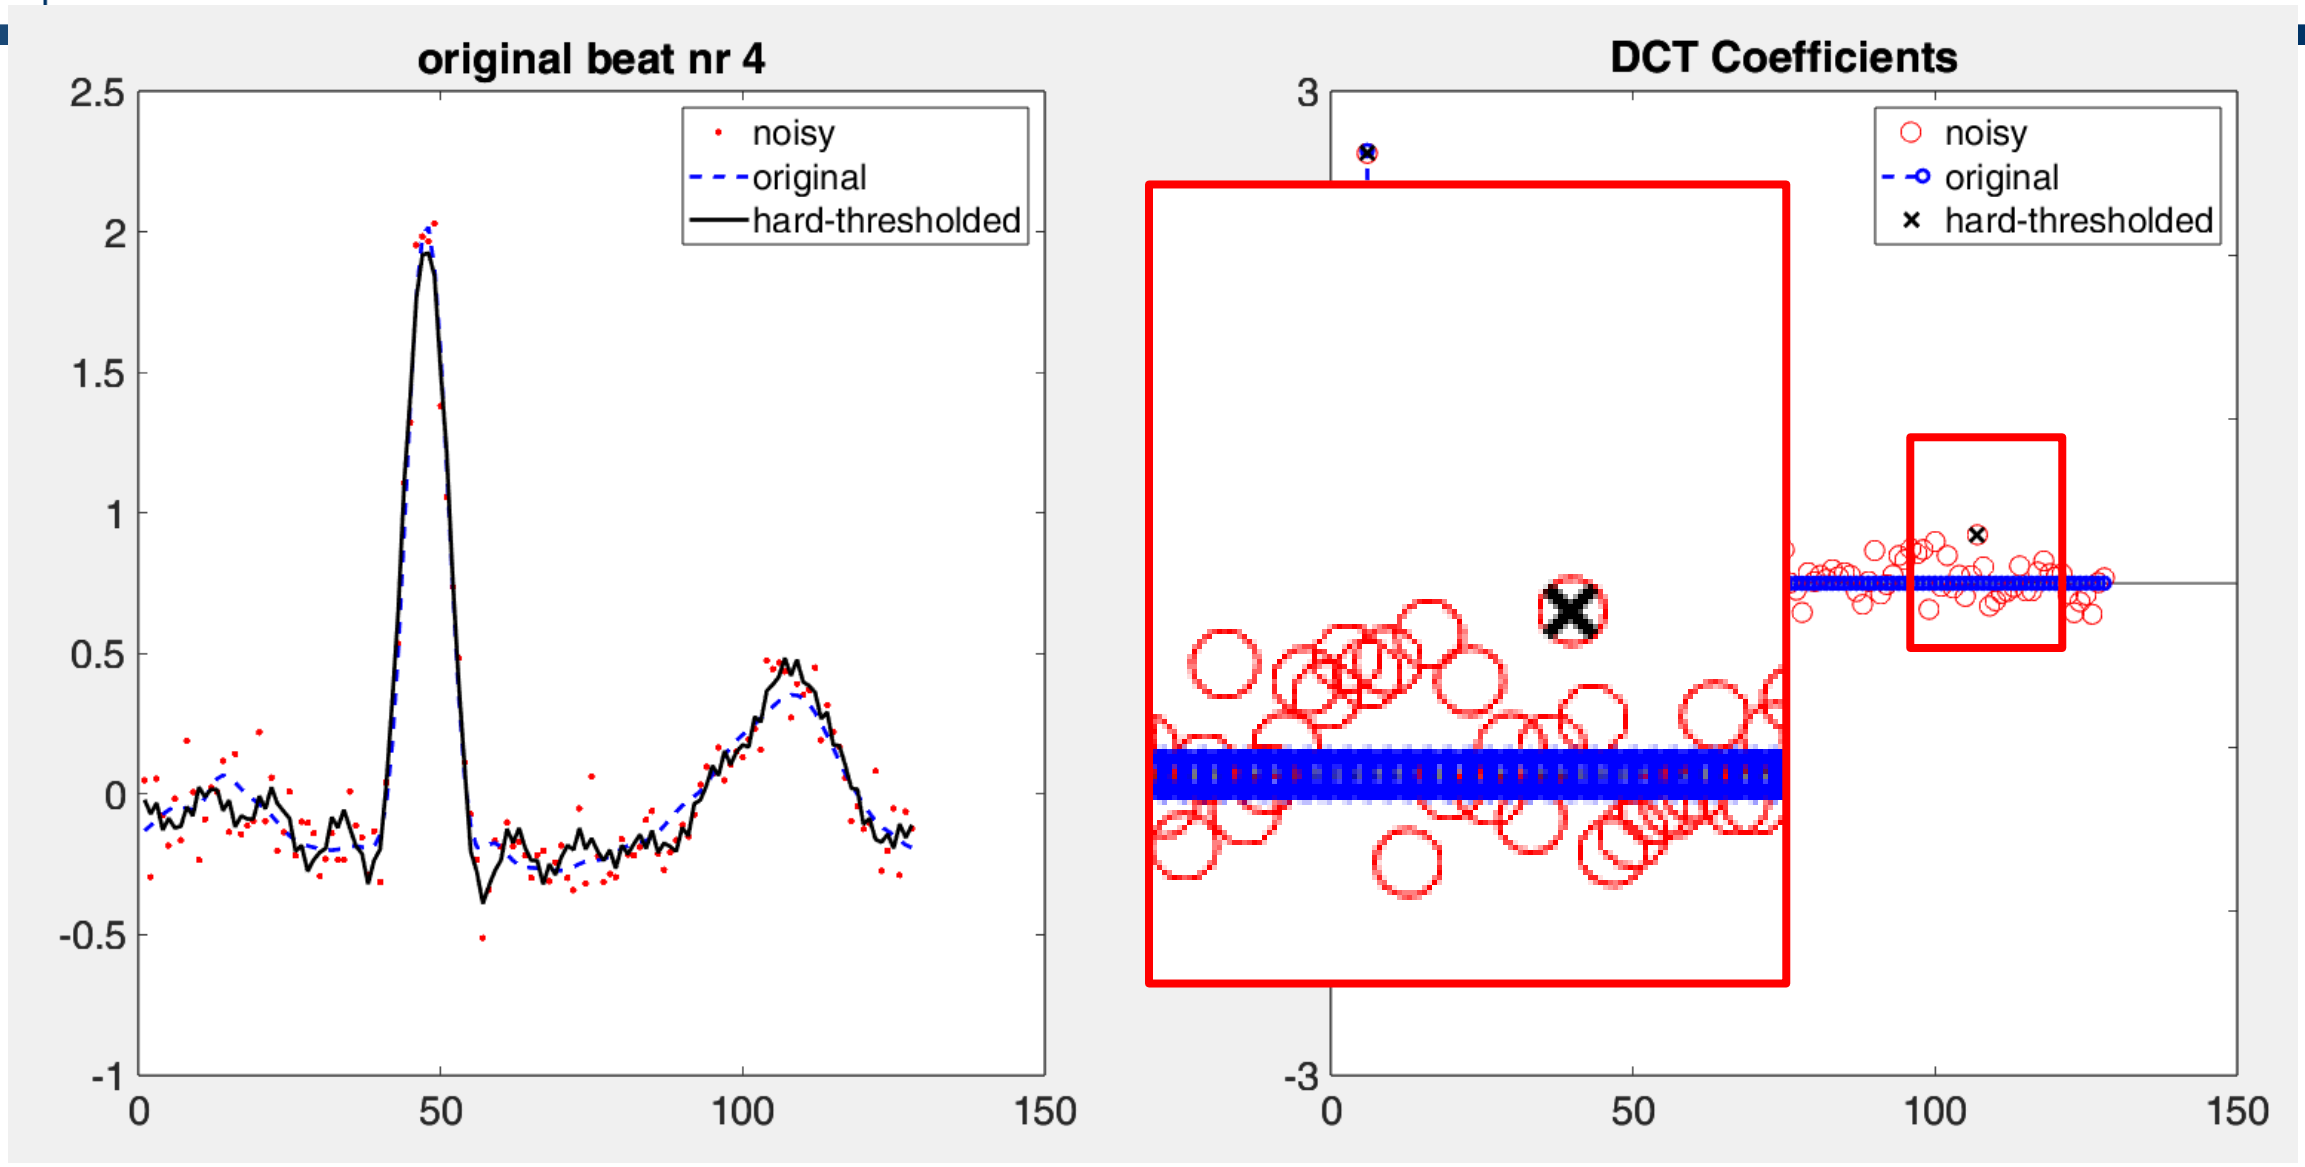 original beat nr 4
2.5
2
1.5
1
0.5
0
-0.5
-1
0
50
100
150
noisy
original
hard-thresholded
DCT Coefficients
3
-3
0
50
100
150
noisy
original
hard-thresholded